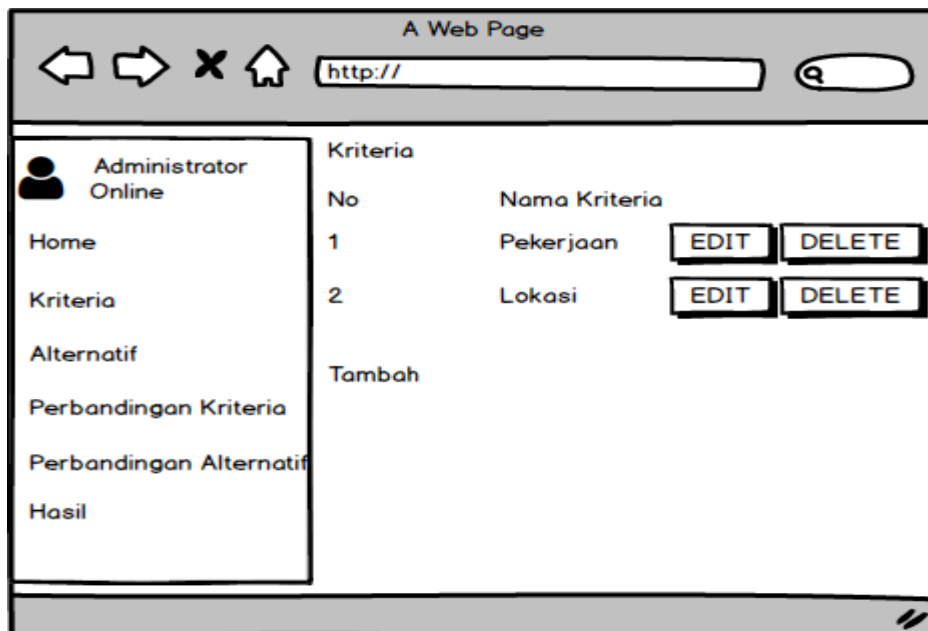 A Web Page
http://
Administrator
Online
Home
Kriteria
Alternatif
Perbandingan Kriteria
Perbandingan Alternatif
Hasil
Kriteria
No Nama Kriteria
1 Pekerjaan EDIT DELETE
2 Lokasi EDIT DELETE
Tambah